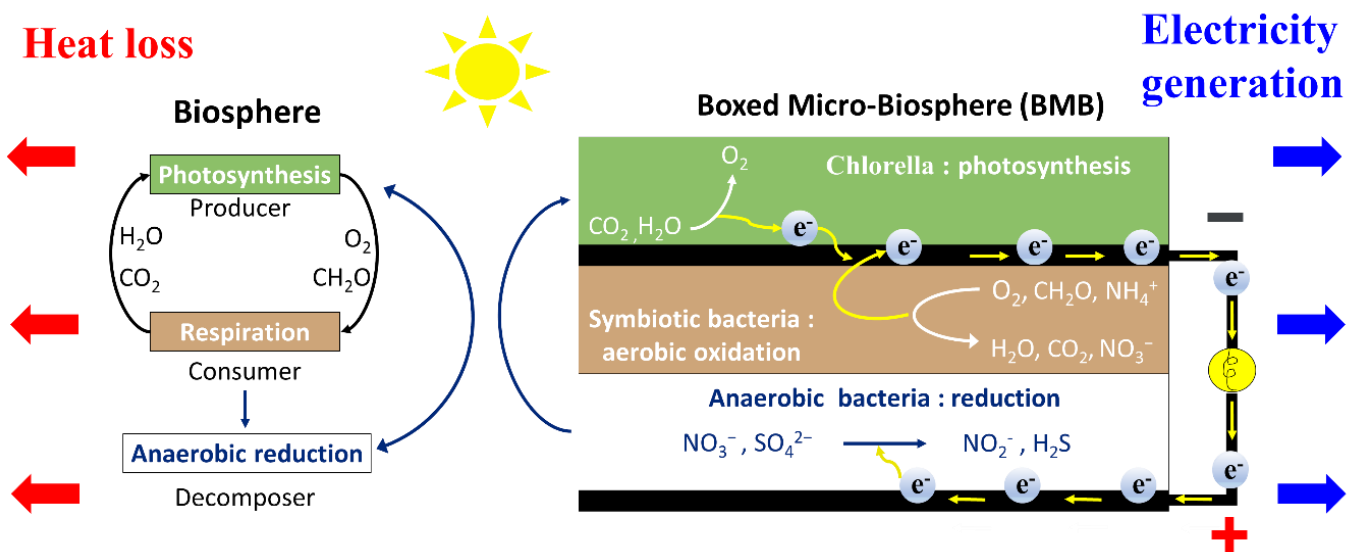 Heat loss
Electricity
generation
Biosphere
Photosynthesis
Producer
H₂O
CO₂
O₂
CH₂O
Respiration
Consumer
Anaerobic reduction
Decomposer
Boxed Micro-Biosphere (BMB)
O₂
Chlorella : photosynthesis
CO₂,H₂O
e⁻
e⁻
e⁻
e⁻
−
e⁻
O₂, CH₂O, NH₄⁺
Symbiotic bacteria :
aerobic oxidation
H₂O, CO₂, NO₃⁻
Anaerobic bacteria : reduction
NO₃⁻ , SO₄²⁻
NO₂⁻ , H₂S
e⁻
e⁻
e⁻
e⁻
+